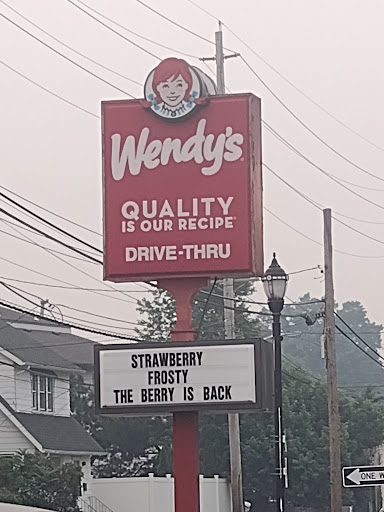 Wendy's
QUALITY
IS OUR RECIPE
DRIVE-THRU
STRAWBERRY
FROSTY
THE BERRY IS BACK
ONE W